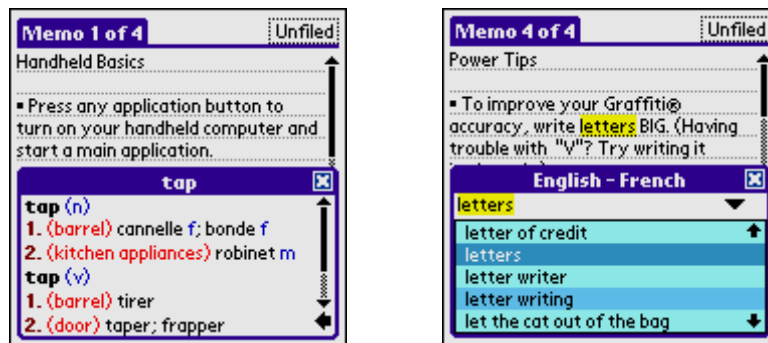 Memo 1 of 4
Unfiled
Handheld Basics
▪ Press any application button to
turn on your handheld computer and
start a main application.
tap
tap (n)
1. (barrel) cannelle f; bonde f
2. (kitchen appliances) robinet m
tap (v)
1. (barrel) tirer
2. (door) taper; frapper
Memo 4 of 4
Unfiled
Power Tips
▪ To improve your Graffiti®
accuracy, write letters BIG. (Having
trouble with "V"? Try writing it
English - French
letters
letter of credit
letters
letter writer
letter writing
let the cat out of the bag